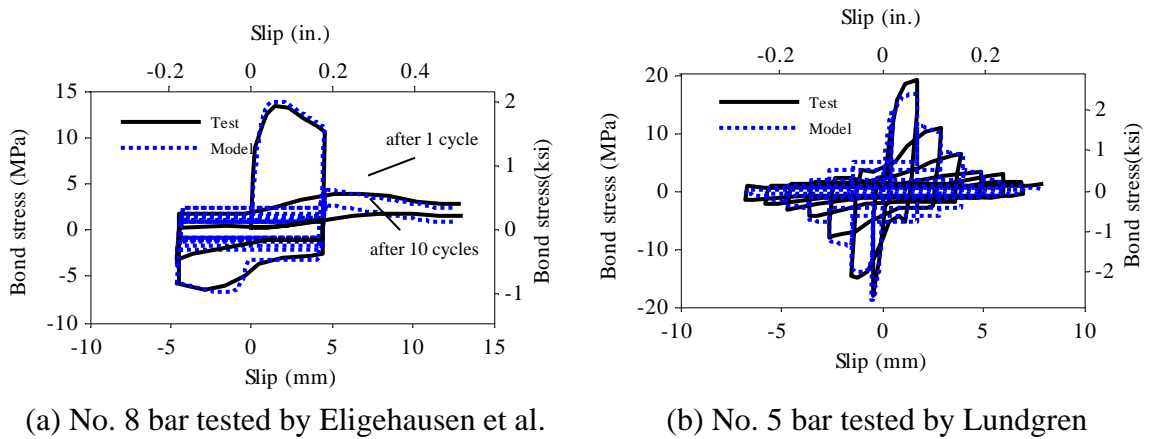 Slip (in.)
-0.2 0 0.2 0.4
15
10
5
0
-5
-10
2
1
0
-1
Bond stress (MPa)
Bond stress(ksi)
Test
Model
after 1 cycle
after 10 cycles
-10 -5 0 5 10 15
Slip (mm)
(a) No. 8 bar tested by Eligehausen et al.
Slip (in.)
-0.2 0 0.2
20
10
0
-10
-20
2
1
0
-1
-2
Bond stress (MPa)
Bond stress(ksi)
Test
Model
-10 -5 0 5 10
Slip (mm)
(b) No. 5 bar tested by Lundgren